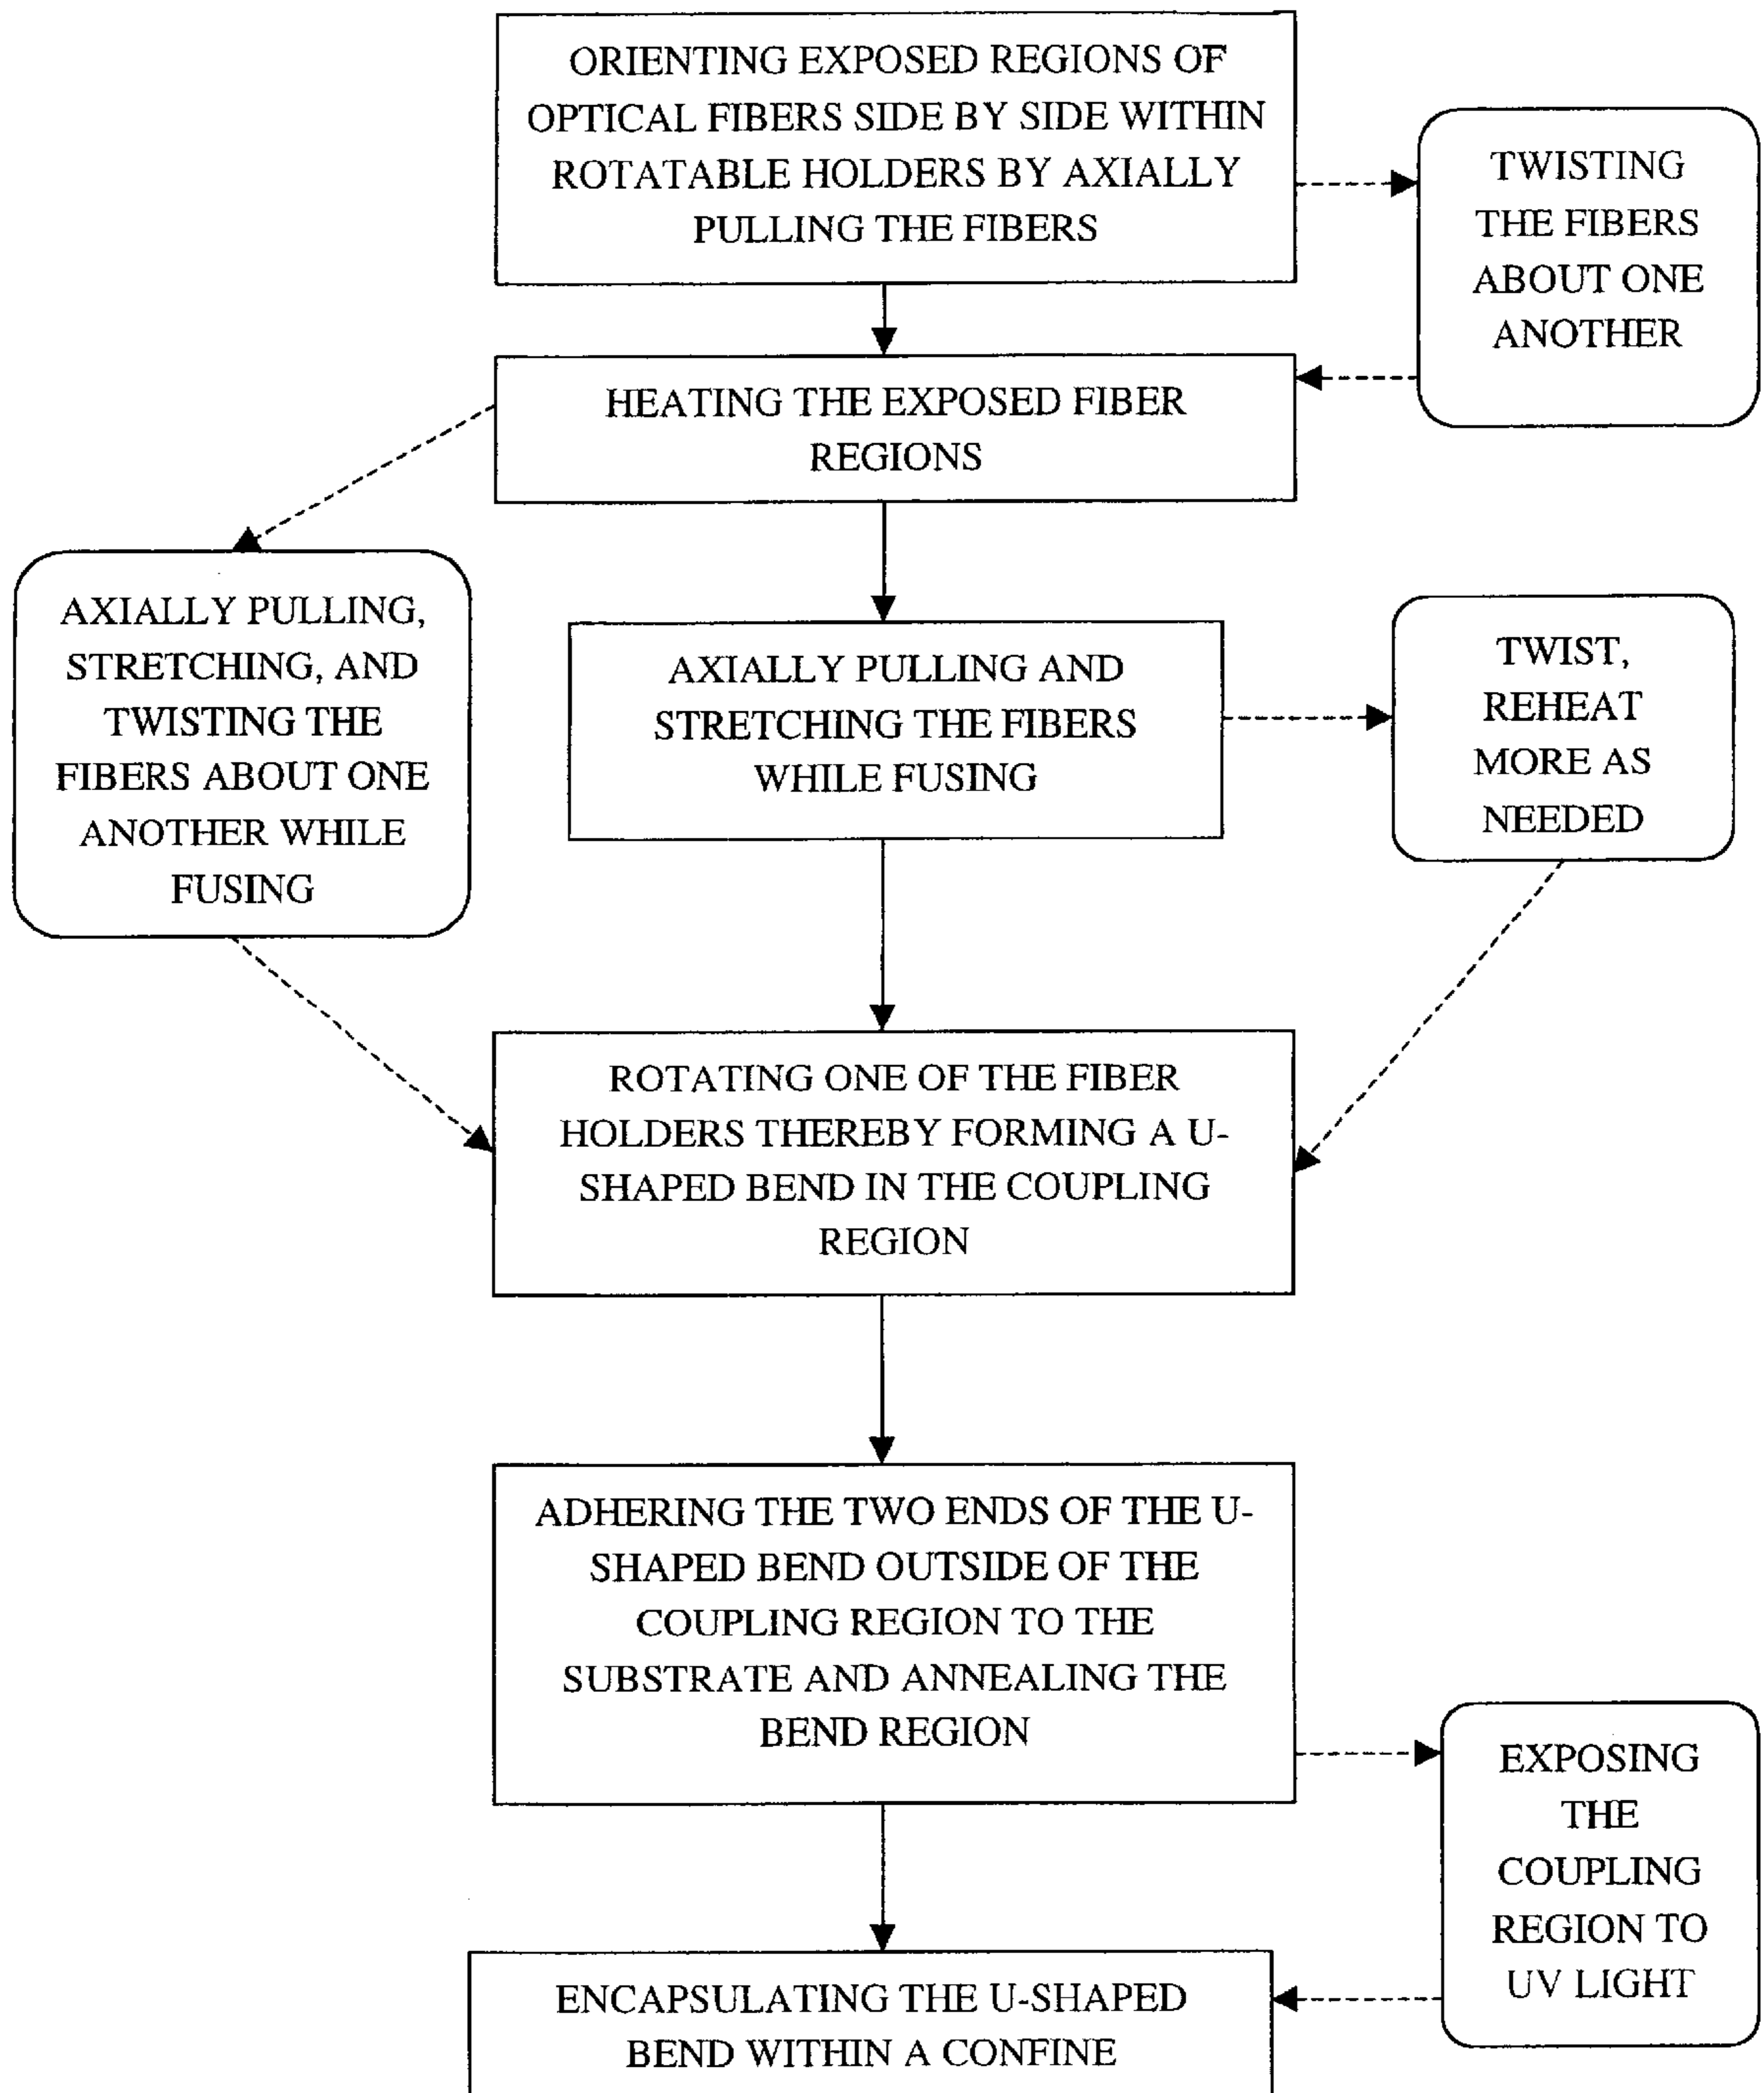 ORIENTING EXPOSED REGIONS OF
OPTICAL FIBERS SIDE BY SIDE WITHIN
ROTATABLE HOLDERS BY AXIALLY
PULLING THE FIBERS
TWISTING
THE FIBERS
ABOUT ONE
ANOTHER
HEATING THE EXPOSED FIBER
REGIONS
AXIALLY PULLING,
STRETCHING, AND
TWISTING THE
FIBERS ABOUT ONE
ANOTHER WHILE
FUSING
AXIALLY PULLING AND
STRETCHING THE FIBERS
WHILE FUSING
TWIST,
REHEAT
MORE AS
NEEDED
ROTATING ONE OF THE FIBER
HOLDERS THEREBY FORMING A U-
SHAPED BEND IN THE COUPLING
REGION
ADHERING THE TWO ENDS OF THE U-
SHAPED BEND OUTSIDE OF THE
COUPLING REGION TO THE
SUBSTRATE AND ANNEALING THE
BEND REGION
EXPOSING
THE
COUPLING
REGION TO
UV LIGHT
ENCAPSULATING THE U-SHAPED
BEND WITHIN A CONFINE